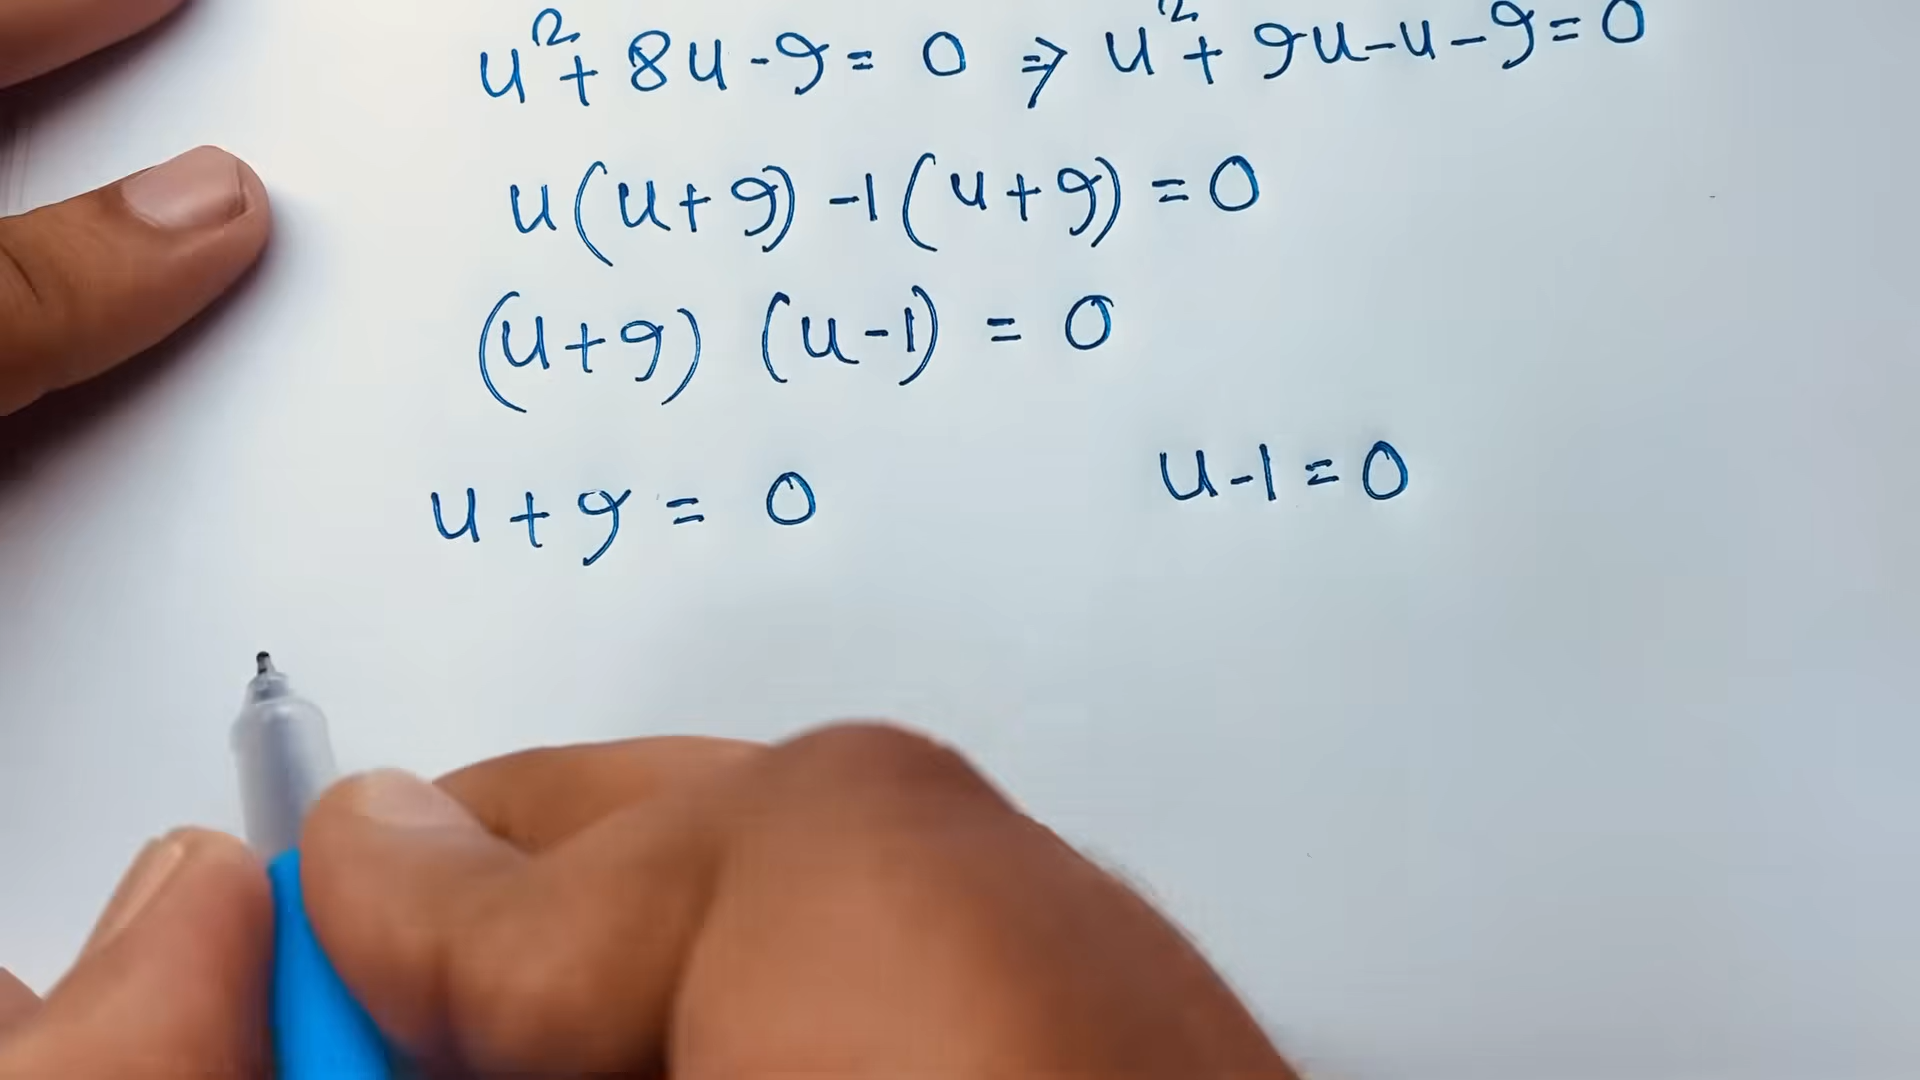 u² + 8u - 9 = 0 ⇒ u² + 9u - u - 9 = 0
u(u+9) -1(u+9) = 0
(u+9) (u-1) = 0
u + 9 = 0 u-1 = 0